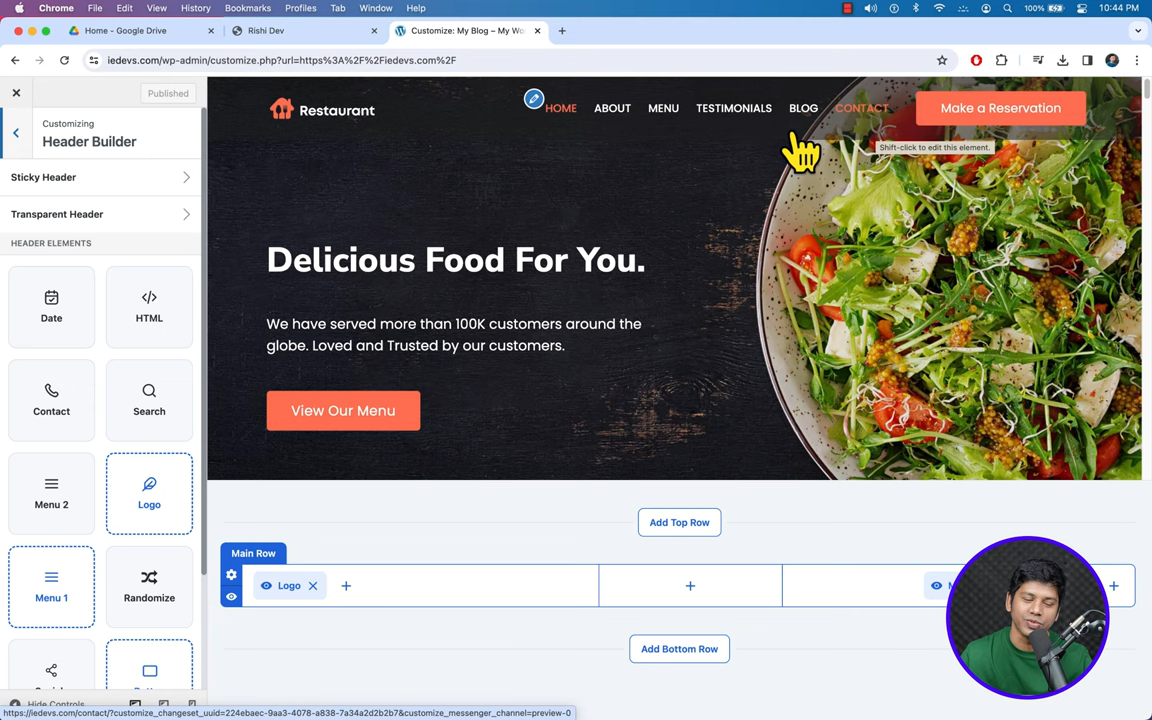 Chrome File Edit View History Bookmarks Profiles Tab Window Help
100% 10:44 PM
Home - Google Drive
Rishi Dev
Customize: My Blog – My Wo
iedevs.com/wp-admin/customize.php?url=https%3A%2F%2Fiedevs.com%2F
Published
Customizing
Header Builder
Sticky Header
Transparent Header
HEADER ELEMENTS
Date
HTML
Contact
Search
Menu 2
Logo
Menu 1
Randomize
Hide Controls
Restaurant
HOME ABOUT MENU TESTIMONIALS BLOG CONTACT
Make a Reservation
Shift-click to edit this element.
Delicious Food For You.
We have served more than 100K customers around the
globe. Loved and Trusted by our customers.
View Our Menu
Add Top Row
Main Row
Logo
Add Bottom Row
https://iedevs.com/contact/?customize_changeset_uuid=224ebaec-9aa3-4078-a838-7a34a2d2b2b7&customize_messenger_channel=preview-0